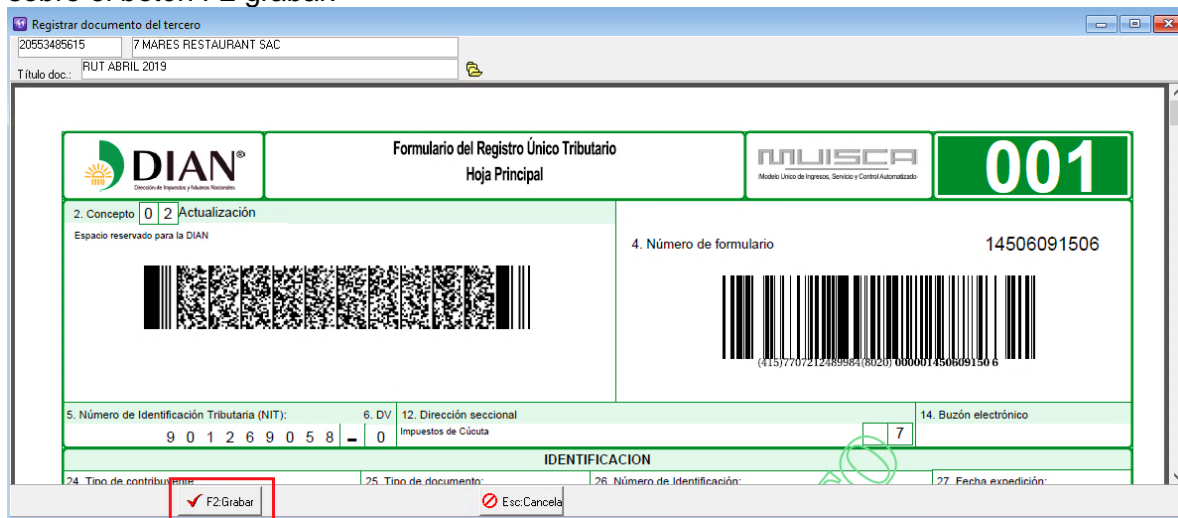 Registrar documento del tercero
20553485615 7 MARES RESTAURANT SAC
Título doc.: RUT ABRIL 2019
DIAN®
Dirección de Impuestos y Aduanas Nacionales
Formulario del Registro Único Tributario
Hoja Principal
MUISCA
Modelo Unico de Ingresos, Servicio y Control Automatizado
001
2. Concepto 0 2 Actualización
Espacio reservado para la DIAN
4. Número de formulario 14506091506
(415)7707212489984(8020) 000001450609150 6
5. Número de Identificación Tributaria (NIT): 6. DV 12. Dirección seccional 14. Buzón electrónico
9 0 1 2 6 9 0 5 8 - 0 Impuestos de Cúcuta 7
IDENTIFICACION
24. Tipo de contribuyente 25. Tipo de documento: 26. Número de Identificación: 27. Fecha expedición:
F2:Grabar Esc:Cancela